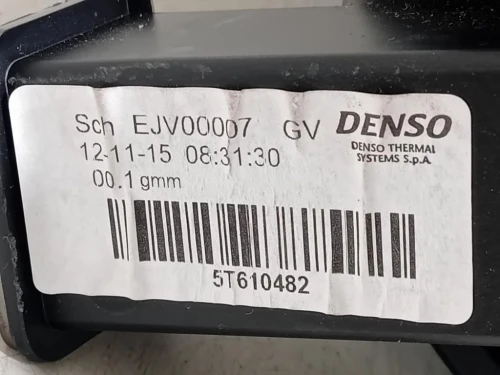 Sch EJV00007 GV DENSO
DENSO THERMAL
SYSTEMS S.p.A.
12-11-15 08:31:30
00.1 gmm
5T610482